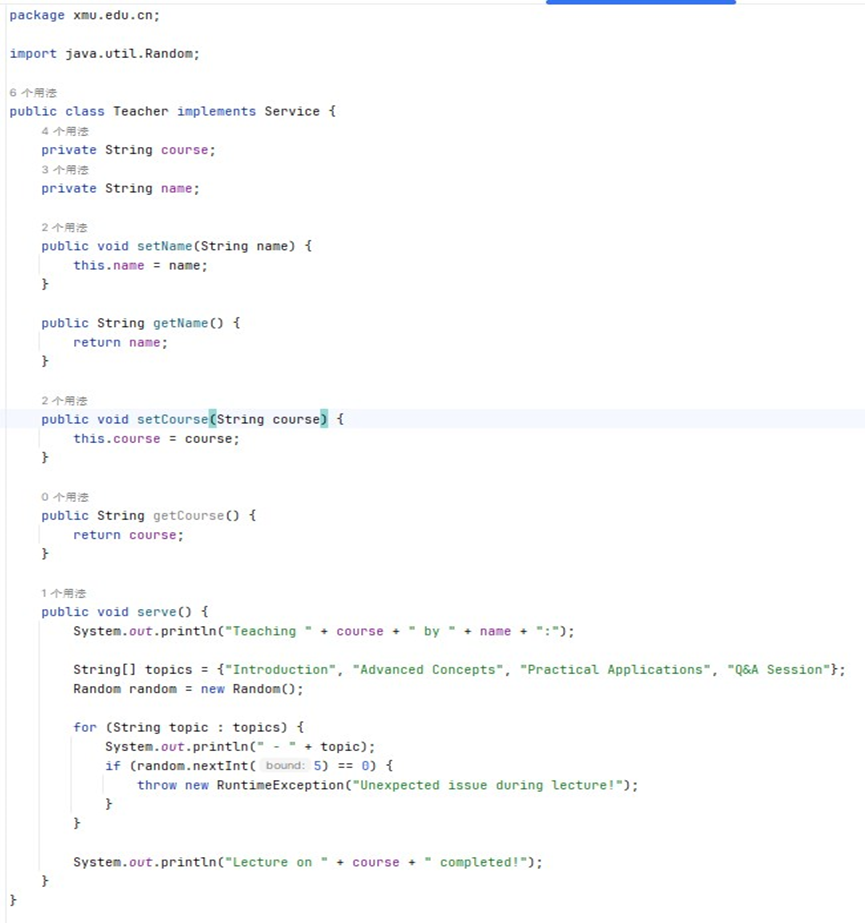 package xmu.edu.cn;
import java.util.Random;
6 个用法
public class Teacher implements Service {
4 个用法
private String course;
3 个用法
private String name;
2 个用法
public void setName(String name) {
this.name = name;
}
public String getName() {
return name;
}
2 个用法
public void setCourse(String course) {
this.course = course;
}
0 个用法
public String getCourse() {
return course;
}
1 个用法
public void serve() {
System.out.println("Teaching " + course + " by " + name + ":");
String[] topics = {"Introduction", "Advanced Concepts", "Practical Applications", "Q&A Session"};
Random random = new Random();
for (String topic : topics) {
System.out.println(" - " + topic);
if (random.nextInt( bound: 5) == 0) {
throw new RuntimeException("Unexpected issue during lecture!");
}
}
System.out.println("Lecture on " + course + " completed!");
}
}